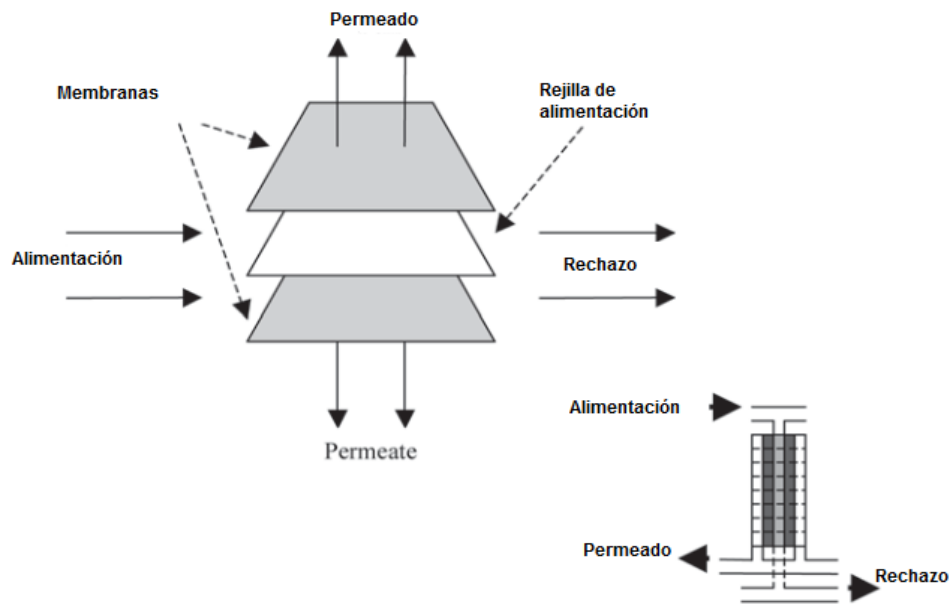 Permeado
Membranas
Rejilla de
alimentación
Alimentación
Rechazo
Permeate
Alimentación
Permeado
Rechazo